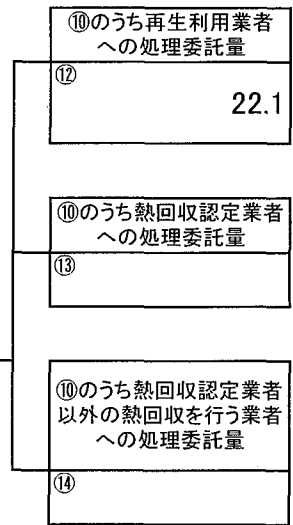 ⑩のうち再生利用業者
への処理委託量
⑫
22.1
⑩のうち熱回収認定業者
への処理委託量
⑬
⑩のうち熱回収認定業者
以外の熱回収を行う業者
への処理委託量
⑭